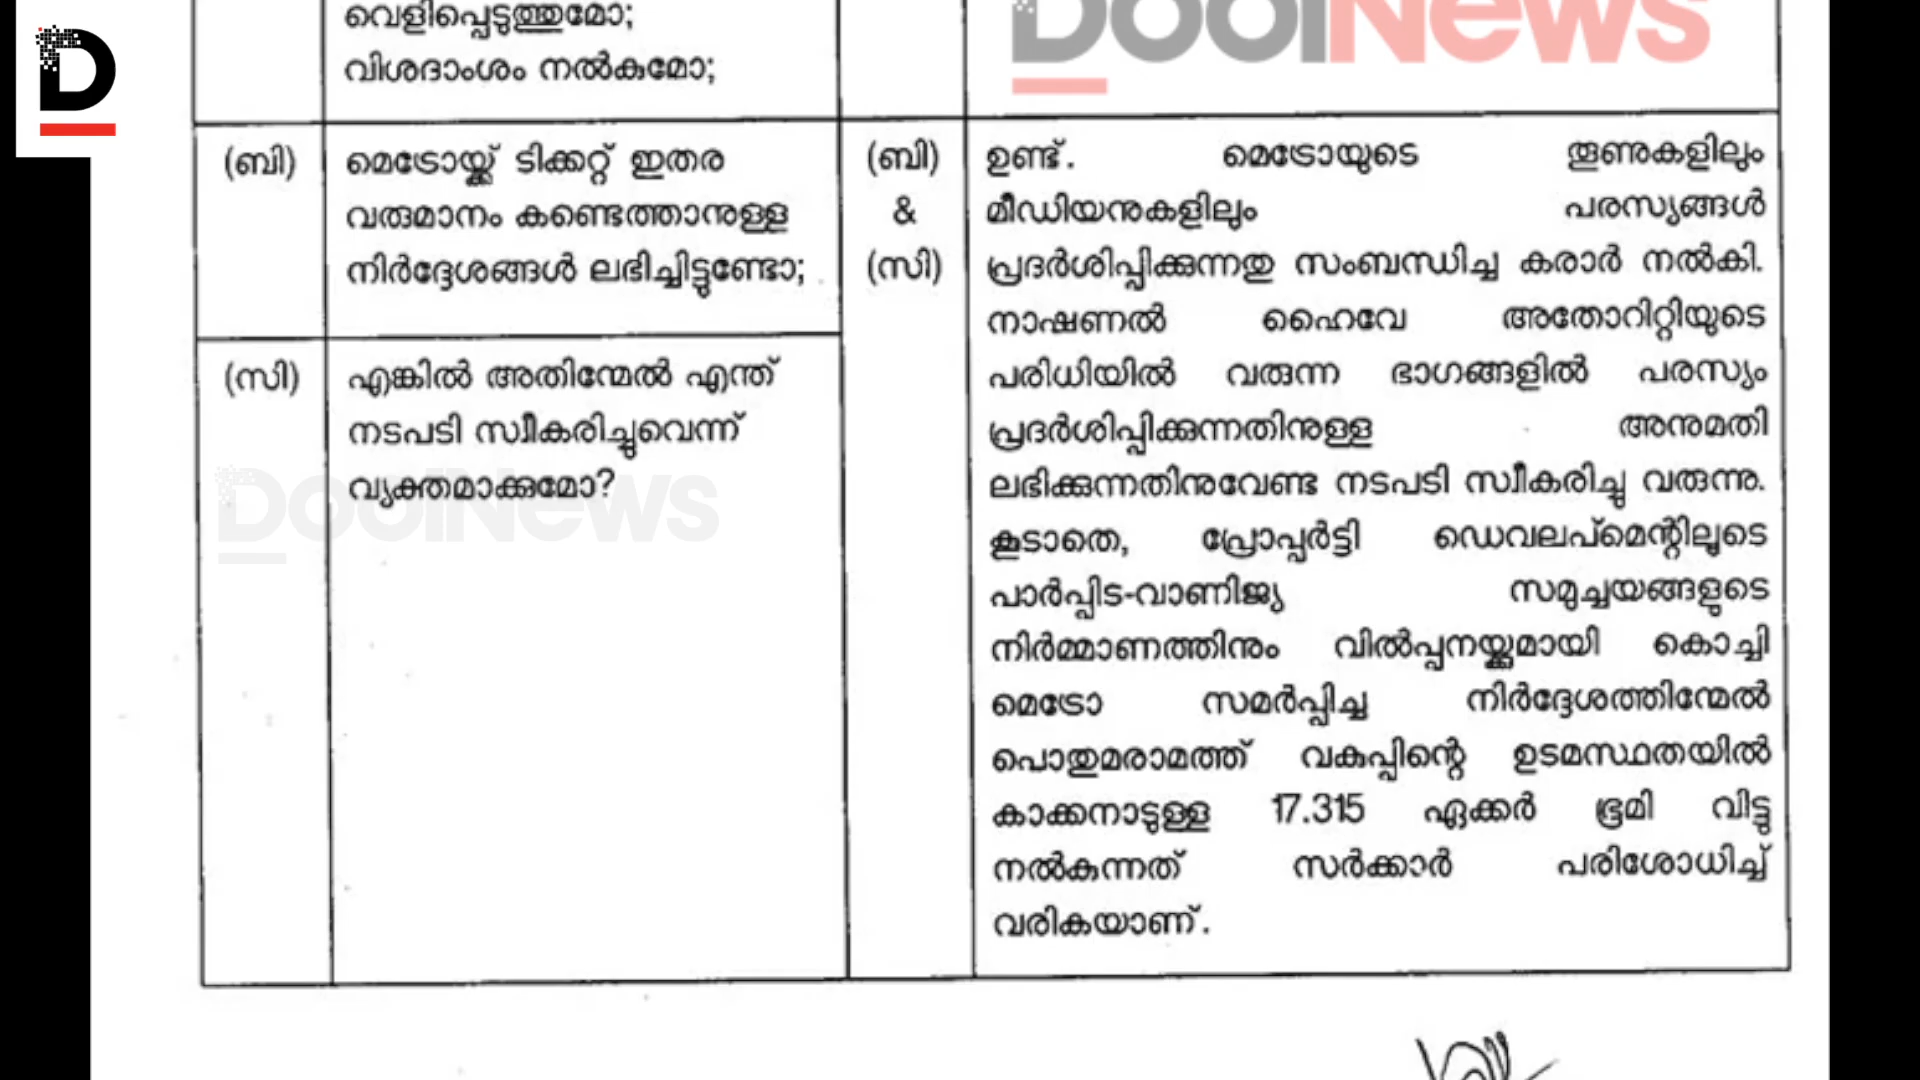 വെളിപ്പെടുത്തുമോ;
വിശദാംശം നൽകുമോ;
DoolNews
D
(ബി)
മെട്രോയ്ക്ക് ടിക്കറ്റ് ഇതര
വരുമാനം കണ്ടെത്താനുള്ള
നിർദ്ദേശങ്ങൾ ലഭിച്ചിട്ടുണ്ടോ;
(സി)
എങ്കിൽ അതിന്മേൽ എന്ത്
നടപടി സ്വീകരിച്ചുവെന്ന്
വ്യക്തമാക്കുമോ?
DoolNews
(ബി)
&
(സി)
ഉണ്ട്. മെട്രോയുടെ തൂണുകളിലും
മീഡിയനുകളിലും പരസ്യങ്ങൾ
പ്രദർശിപ്പിക്കുന്നതു സംബന്ധിച്ച കരാർ നൽകി.
നാഷണൽ ഹൈവേ അതോറിറ്റിയുടെ
പരിധിയിൽ വരുന്ന ഭാഗങ്ങളിൽ പരസ്യം
പ്രദർശിപ്പിക്കുന്നതിനുള്ള അനുമതി
ലഭിക്കുന്നതിനുവേണ്ട നടപടി സ്വീകരിച്ചു വരുന്നു.
കൂടാതെ, പ്രോപ്പർട്ടി ഡെവലപ്മെന്റിലൂടെ
പാർപ്പിട-വാണിജ്യ സമുച്ചയങ്ങളുടെ
നിർമ്മാണത്തിനും വിൽപ്പനയ്ക്കുമായി കൊച്ചി
മെട്രോ സമർപ്പിച്ച നിർദ്ദേശത്തിന്മേൽ
പൊതുമരാമത്ത് വകുപ്പിന്റെ ഉടമസ്ഥതയിൽ
കാക്കനാടുള്ള 17.315 ഏക്കർ ഭൂമി വിട്ടു
നൽകുന്നത് സർക്കാർ പരിശോധിച്ച്
വരികയാണ്.